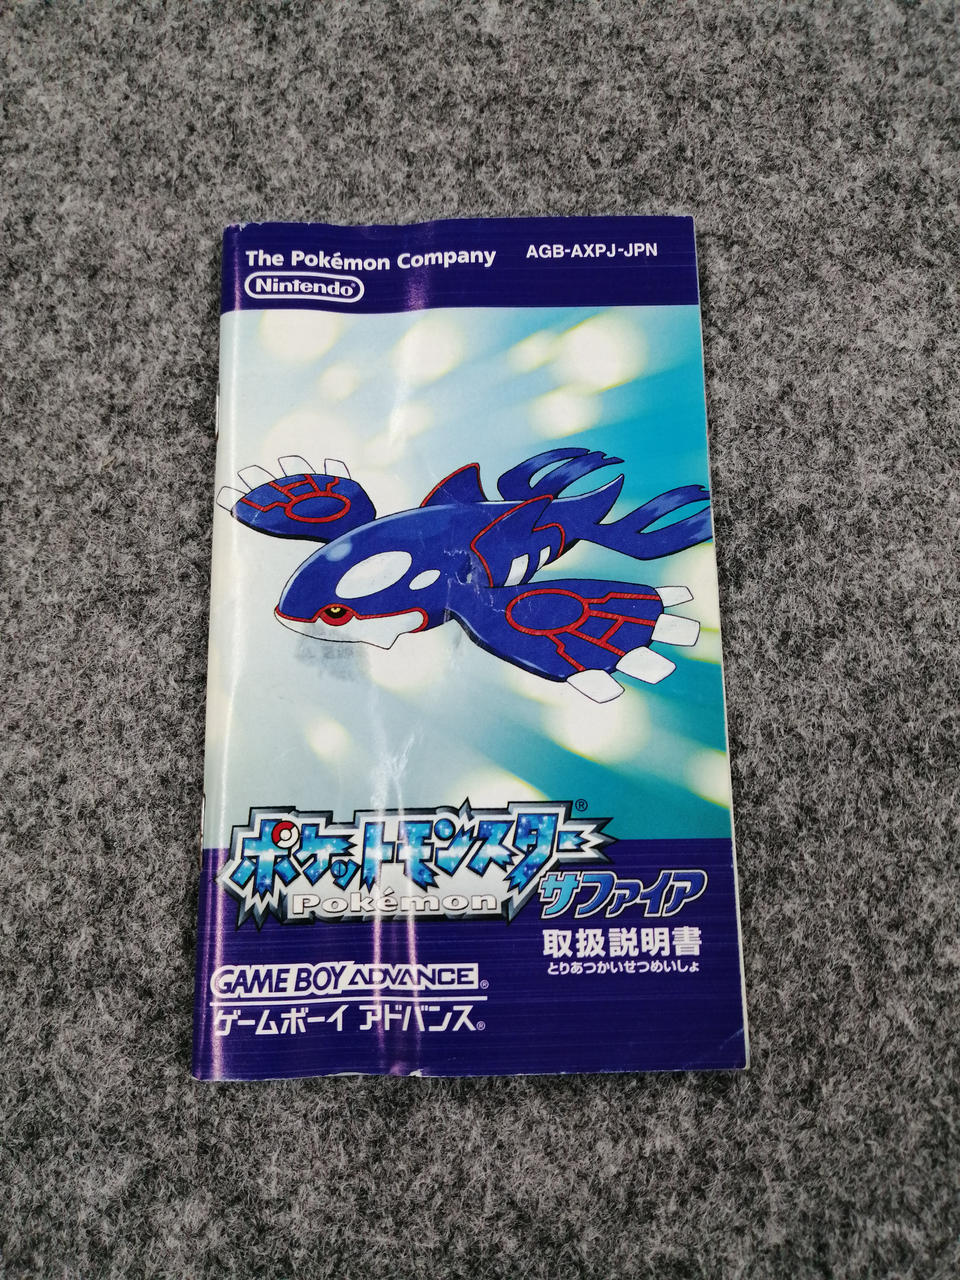 The Pokémon Company
AGB-AXPJ-JPN
Nintendo®
ポケットモンスター®
Pokémon
サファイア
取扱説明書
とりあつかいせつめいしょ
GAME BOY ADVANCE®
ゲームボーイ アドバンス®